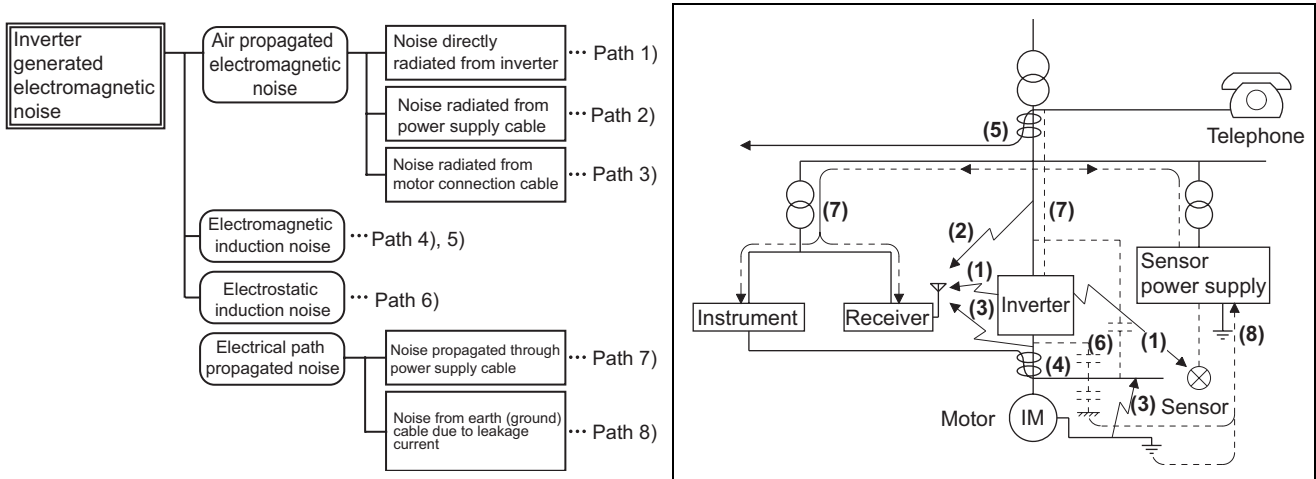 Inverter
generated
electromagnetic
noise
Air propagated
electromagnetic
noise
Noise directly
radiated from inverter
··· Path 1)
Noise radiated from
power supply cable
··· Path 2)
Noise radiated from
motor connection cable
··· Path 3)
Electromagnetic
induction noise
···Path 4), 5)
Electrostatic
induction noise
··· Path 6)
Electrical path
propagated noise
Noise propagated through
power supply cable
··· Path 7)
Noise from earth (ground)
cable due to leakage
current
··· Path 8)
Telephone
(5)
(7)
(7)
(2)
(1)
(3)
Sensor
power supply
Instrument
Receiver
Inverter
(1)
(6)
(8)
(4)
(3)
Sensor
Motor
IM